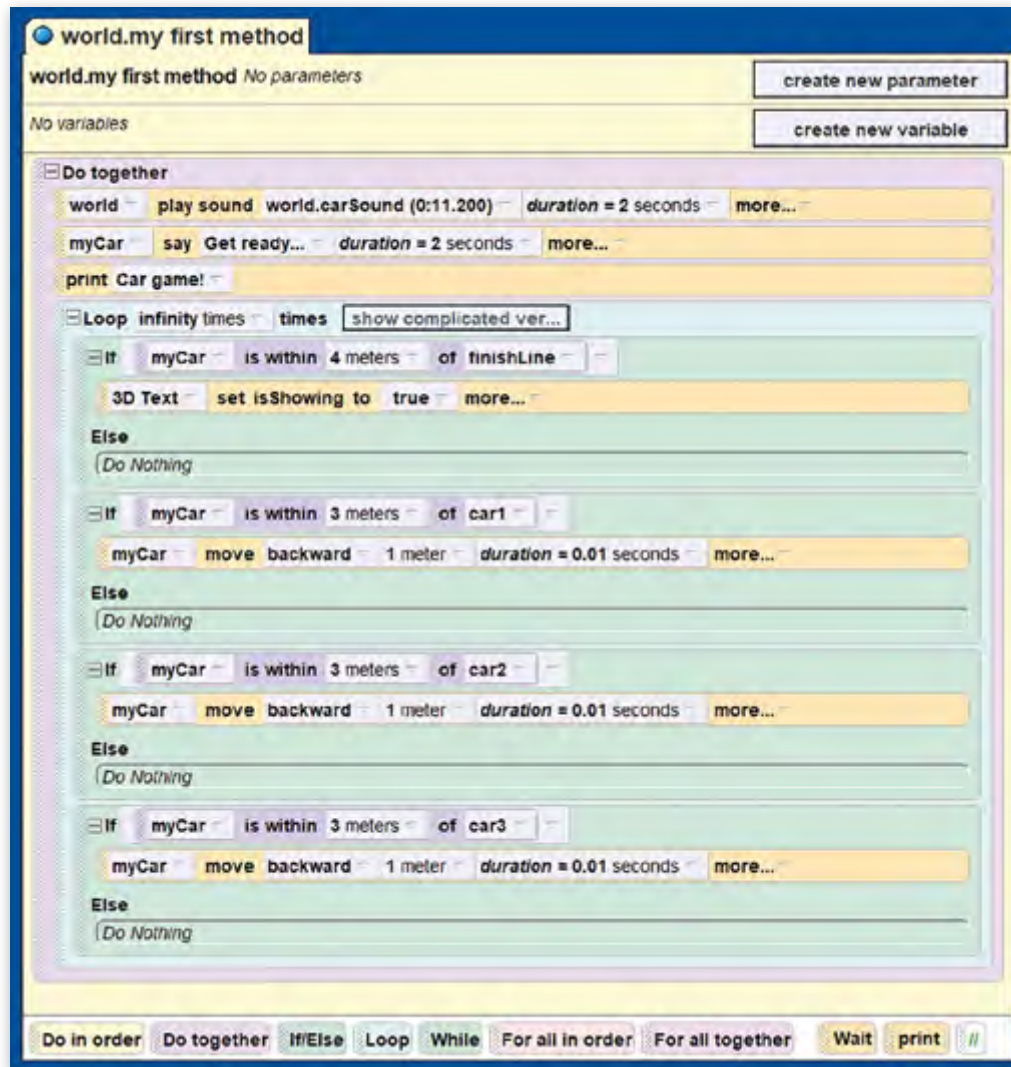 world.my first method
world.my first method No parameters
create new parameter
No variables
create new variable
Do together
world play sound world.carSound (0:11.200) duration = 2 seconds more...
myCar say Get ready... duration = 2 seconds more...
print Car game!
Loop infinity times times show complicated ver...
If myCar is within 4 meters of finishLine
3D Text set isShowing to true more...
Else
Do Nothing
If myCar is within 3 meters of car1
myCar move backward 1 meter duration = 0.01 seconds more...
Else
Do Nothing
If myCar is within 3 meters of car2
myCar move backward 1 meter duration = 0.01 seconds more...
Else
Do Nothing
If myCar is within 3 meters of car3
myCar move backward 1 meter duration = 0.01 seconds more...
Else
Do Nothing
Do in order Do together If/Else Loop While For all in order For all together Wait print //